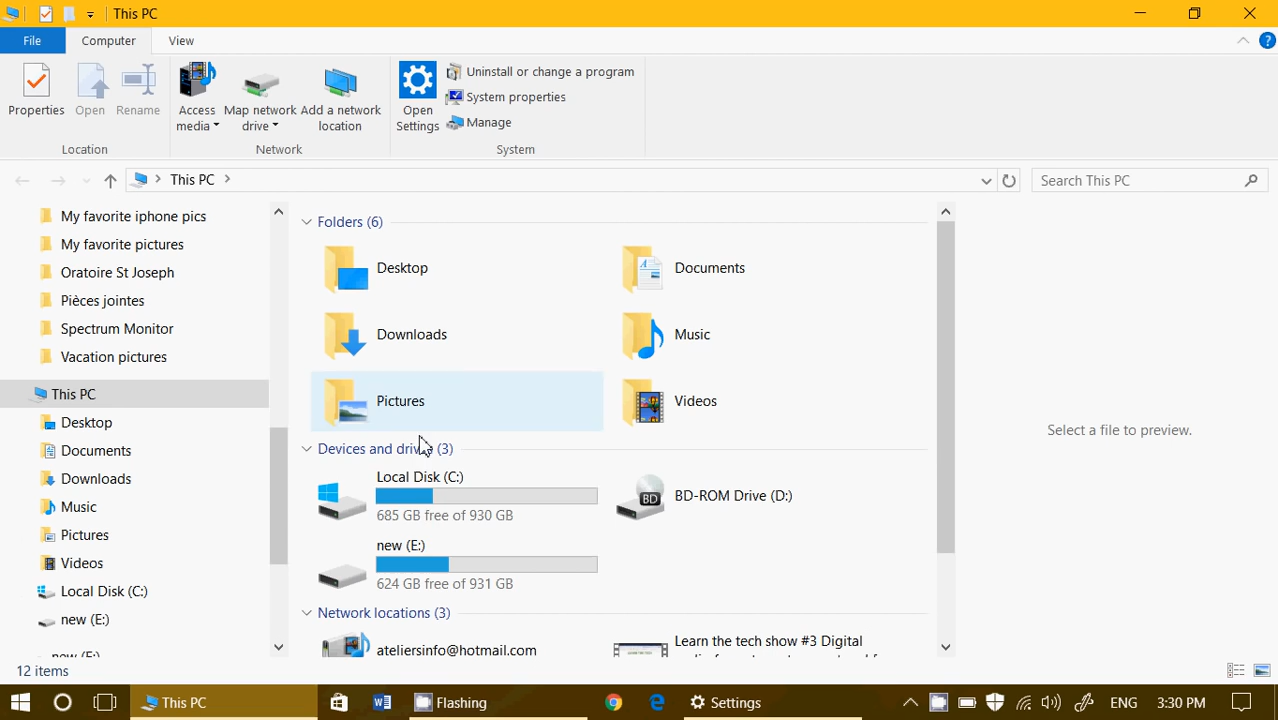 This PC
File
Computer
View
Properties
Open
Rename
Location
Access media
Map network drive
Add a network location
Network
Open Settings
Uninstall or change a program
System properties
Manage
System
This PC
Search This PC
My favorite iphone pics
My favorite pictures
Oratoire St Joseph
Pièces jointes
Spectrum Monitor
Vacation pictures
This PC
Desktop
Documents
Downloads
Music
Pictures
Videos
Local Disk (C:)
new (E:)
new (E:)
Folders (6)
Desktop
Documents
Downloads
Music
Pictures
Videos
Devices and drives (3)
Local Disk (C:)
685 GB free of 930 GB
BD-ROM Drive (D:)
BD
new (E:)
624 GB free of 931 GB
Network locations (3)
ateliersinfo@hotmail.com
Learn the tech show #3 Digital
Select a file to preview.
12 items
This PC
Flashing
Settings
ENG
3:30 PM